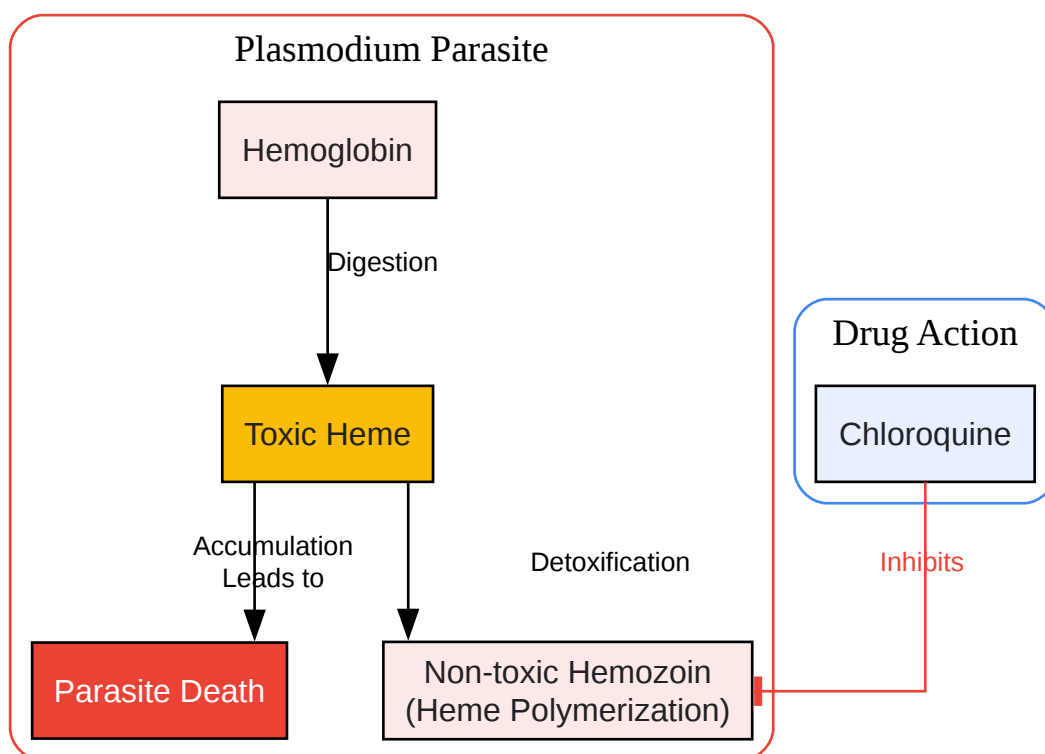 Plasmodium Parasite
Hemoglobin
Digestion
Drug Action
Toxic Heme
Chloroquine
Accumulation
Leads to
Detoxification
Inhibits
Parasite Death
Non-toxic Hemozoin
(Heme Polymerization)